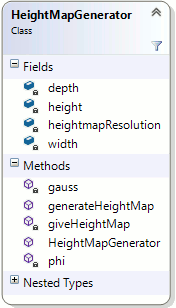 HeightMapGenerator
Class
Fields
depth
height
heightmapResolution
width
Methods
gauss
generateHeightMap
giveHeightMap
HeightMapGenerator
phi
Nested Types